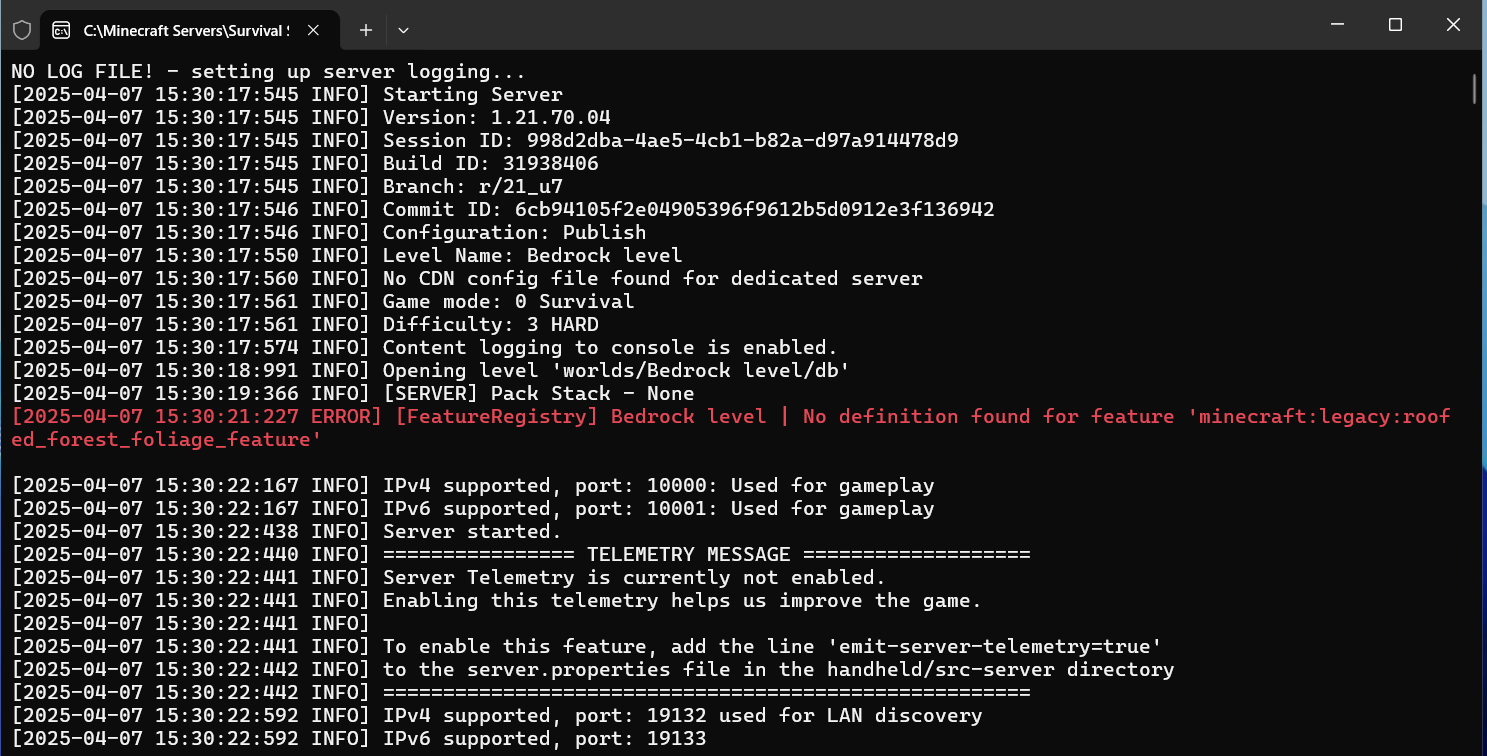 C:\Minecraft Servers\Survival S
NO LOG FILE! - setting up server logging...
[2025-04-07 15:30:17:545 INFO] Starting Server
[2025-04-07 15:30:17:545 INFO] Version: 1.21.70.04
[2025-04-07 15:30:17:545 INFO] Session ID: 998d2dba-4ae5-4cb1-b82a-d97a914478d9
[2025-04-07 15:30:17:545 INFO] Build ID: 31938406
[2025-04-07 15:30:17:545 INFO] Branch: r/21_u7
[2025-04-07 15:30:17:546 INFO] Commit ID: 6cb94105f2e04905396f9612b5d0912e3f136942
[2025-04-07 15:30:17:546 INFO] Configuration: Publish
[2025-04-07 15:30:17:550 INFO] Level Name: Bedrock level
[2025-04-07 15:30:17:560 INFO] No CDN config file found for dedicated server
[2025-04-07 15:30:17:561 INFO] Game mode: 0 Survival
[2025-04-07 15:30:17:561 INFO] Difficulty: 3 HARD
[2025-04-07 15:30:17:574 INFO] Content logging to console is enabled.
[2025-04-07 15:30:18:991 INFO] Opening level 'worlds/Bedrock level/db'
[2025-04-07 15:30:19:366 INFO] [SERVER] Pack Stack - None
[2025-04-07 15:30:21:227 ERROR] [FeatureRegistry] Bedrock level | No definition found for feature 'minecraft:legacy:roof
ed_forest_foliage_feature'
[2025-04-07 15:30:22:167 INFO] IPv4 supported, port: 10000: Used for gameplay
[2025-04-07 15:30:22:167 INFO] IPv6 supported, port: 10001: Used for gameplay
[2025-04-07 15:30:22:438 INFO] Server started.
[2025-04-07 15:30:22:440 INFO] ================ TELEMETRY MESSAGE ===================
[2025-04-07 15:30:22:441 INFO] Server Telemetry is currently not enabled.
[2025-04-07 15:30:22:441 INFO] Enabling this telemetry helps us improve the game.
[2025-04-07 15:30:22:441 INFO]
[2025-04-07 15:30:22:441 INFO] To enable this feature, add the line 'emit-server-telemetry=true'
[2025-04-07 15:30:22:442 INFO] to the server.properties file in the handheld/src-server directory
[2025-04-07 15:30:22:442 INFO] ======================================================
[2025-04-07 15:30:22:592 INFO] IPv4 supported, port: 19132 used for LAN discovery
[2025-04-07 15:30:22:592 INFO] IPv6 supported, port: 19133